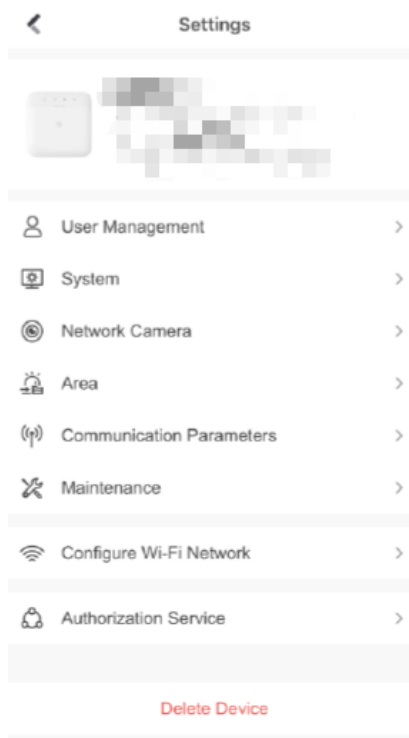 Settings
User Management
System
Network Camera
Area
Communication Parameters
Maintenance
Configure Wi-Fi Network
Authorization Service
Delete Device